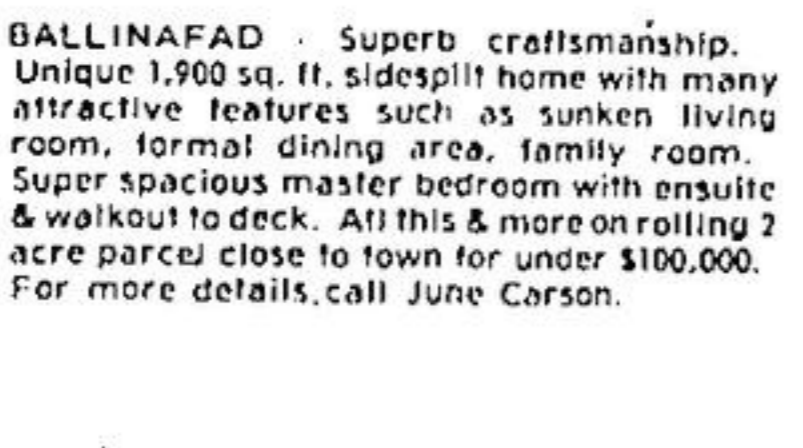 BALLINAFAD - Superb craftsmanship.
Unique 1,900 sq. ft. sidesplit home with many
attractive features such as sunken living
room, formal dining area, family room.
Super spacious master bedroom with ensuite
& walkout to deck. All this & more on rolling 2
acre parcel close to town for under $100,000.
For more details, call June Carson.